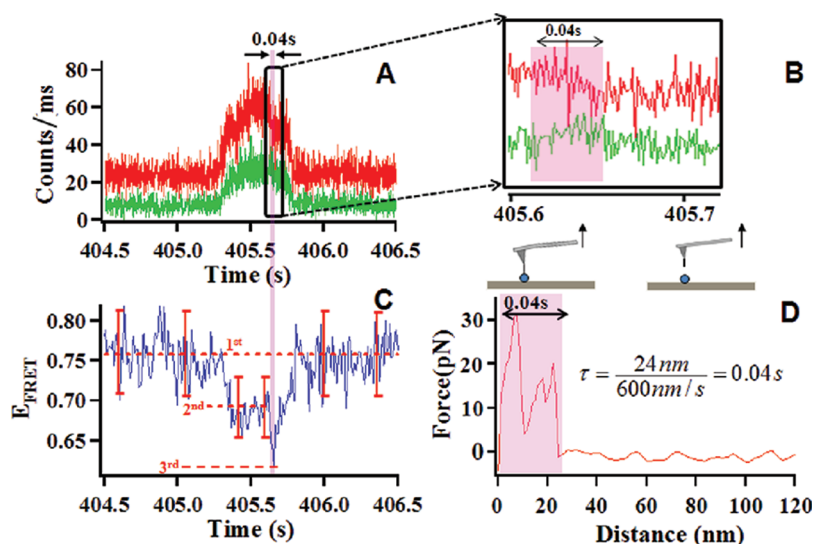 0.04s
A
80
60
40
20
0
Counts/ms
404.5 405.0 405.5 406.0 406.5
Time (s)
0.04s
B
405.6 405.7
C
0.80
0.75
0.70
0.65
E_FRET
1st
2nd
3rd
404.5 405.0 405.5 406.0 406.5
Time (s)
0.04s
D
30
20
10
0
Force(pN)
τ = 24nm / 600nm/s = 0.04s
0 20 40 60 80 100 120
Distance (nm)